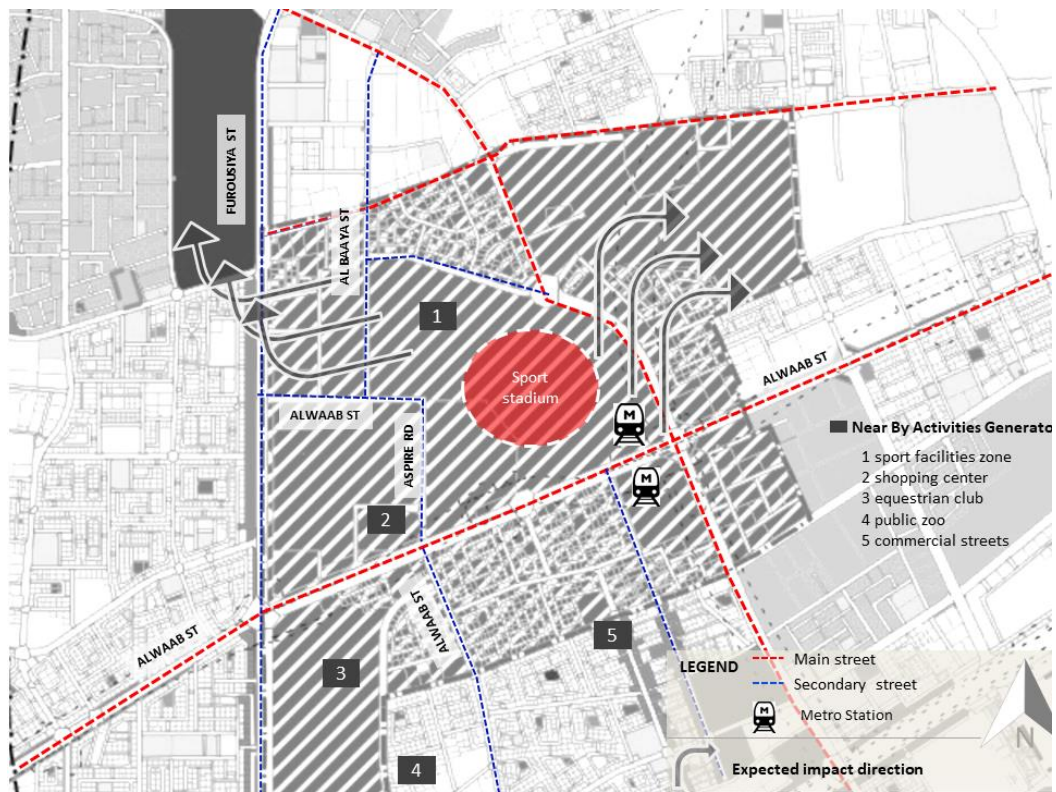 FUROUSIYA ST
AL BAAYA ST
1
Sport
stadium
ALWAAB ST
ALWAAB ST
M
ASPIRE RD
Near By Activities Generato
1 sport facilities zone
2 shopping center
3 equestrian club
4 public zoo
5 commercial streets
M
2
ALWAAB ST
ALWAAB ST
5
3
4
LEGEND
Main street
Secondary street
M
Metro Station
N
Expected impact direction